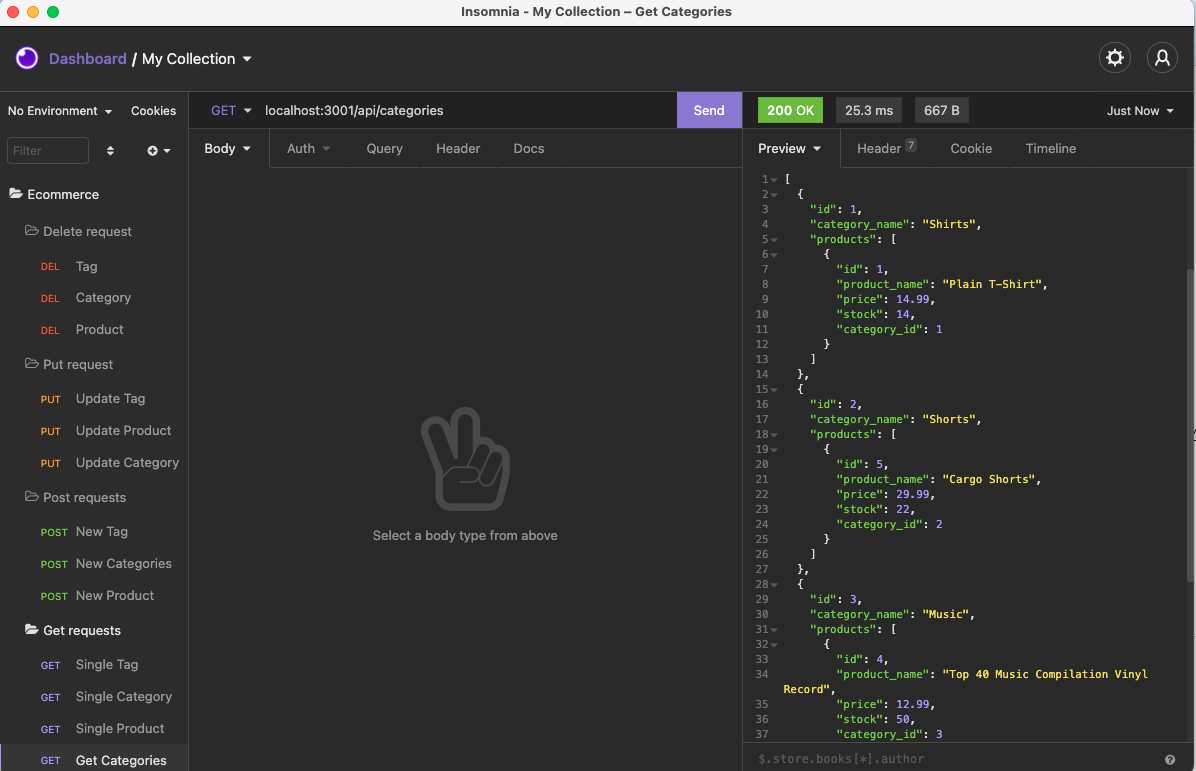 Insomnia - My Collection – Get Categories
Dashboard / My Collection
No Environment Cookies
Filter
Ecommerce
Delete request
DEL Tag
DEL Category
DEL Product
Put request
PUT Update Tag
PUT Update Product
PUT Update Category
Post requests
POST New Tag
POST New Categories
POST New Product
Get requests
GET Single Tag
GET Single Category
GET Single Product
GET Get Categories
GET localhost:3001/api/categories Send
Body Auth Query Header Docs
Select a body type from above
200 OK 25.3 ms 667 B Just Now
Preview Header 7 Cookie Timeline
1 [
2 {
3 "id": 1,
4 "category_name": "Shirts",
5 "products": [
6 {
7 "id": 1,
8 "product_name": "Plain T-Shirt",
9 "price": 14.99,
10 "stock": 14,
11 "category_id": 1
12 }
13 ]
14 },
15 {
16 "id": 2,
17 "category_name": "Shorts",
18 "products": [
19 {
20 "id": 5,
21 "product_name": "Cargo Shorts",
22 "price": 29.99,
23 "stock": 22,
24 "category_id": 2
25 }
26 ]
27 },
28 {
29 "id": 3,
30 "category_name": "Music",
31 "products": [
32 {
33 "id": 4,
34 "product_name": "Top 40 Music Compilation Vinyl
Record",
35 "price": 12.99,
36 "stock": 50,
37 "category_id": 3
$.store.books[*].author